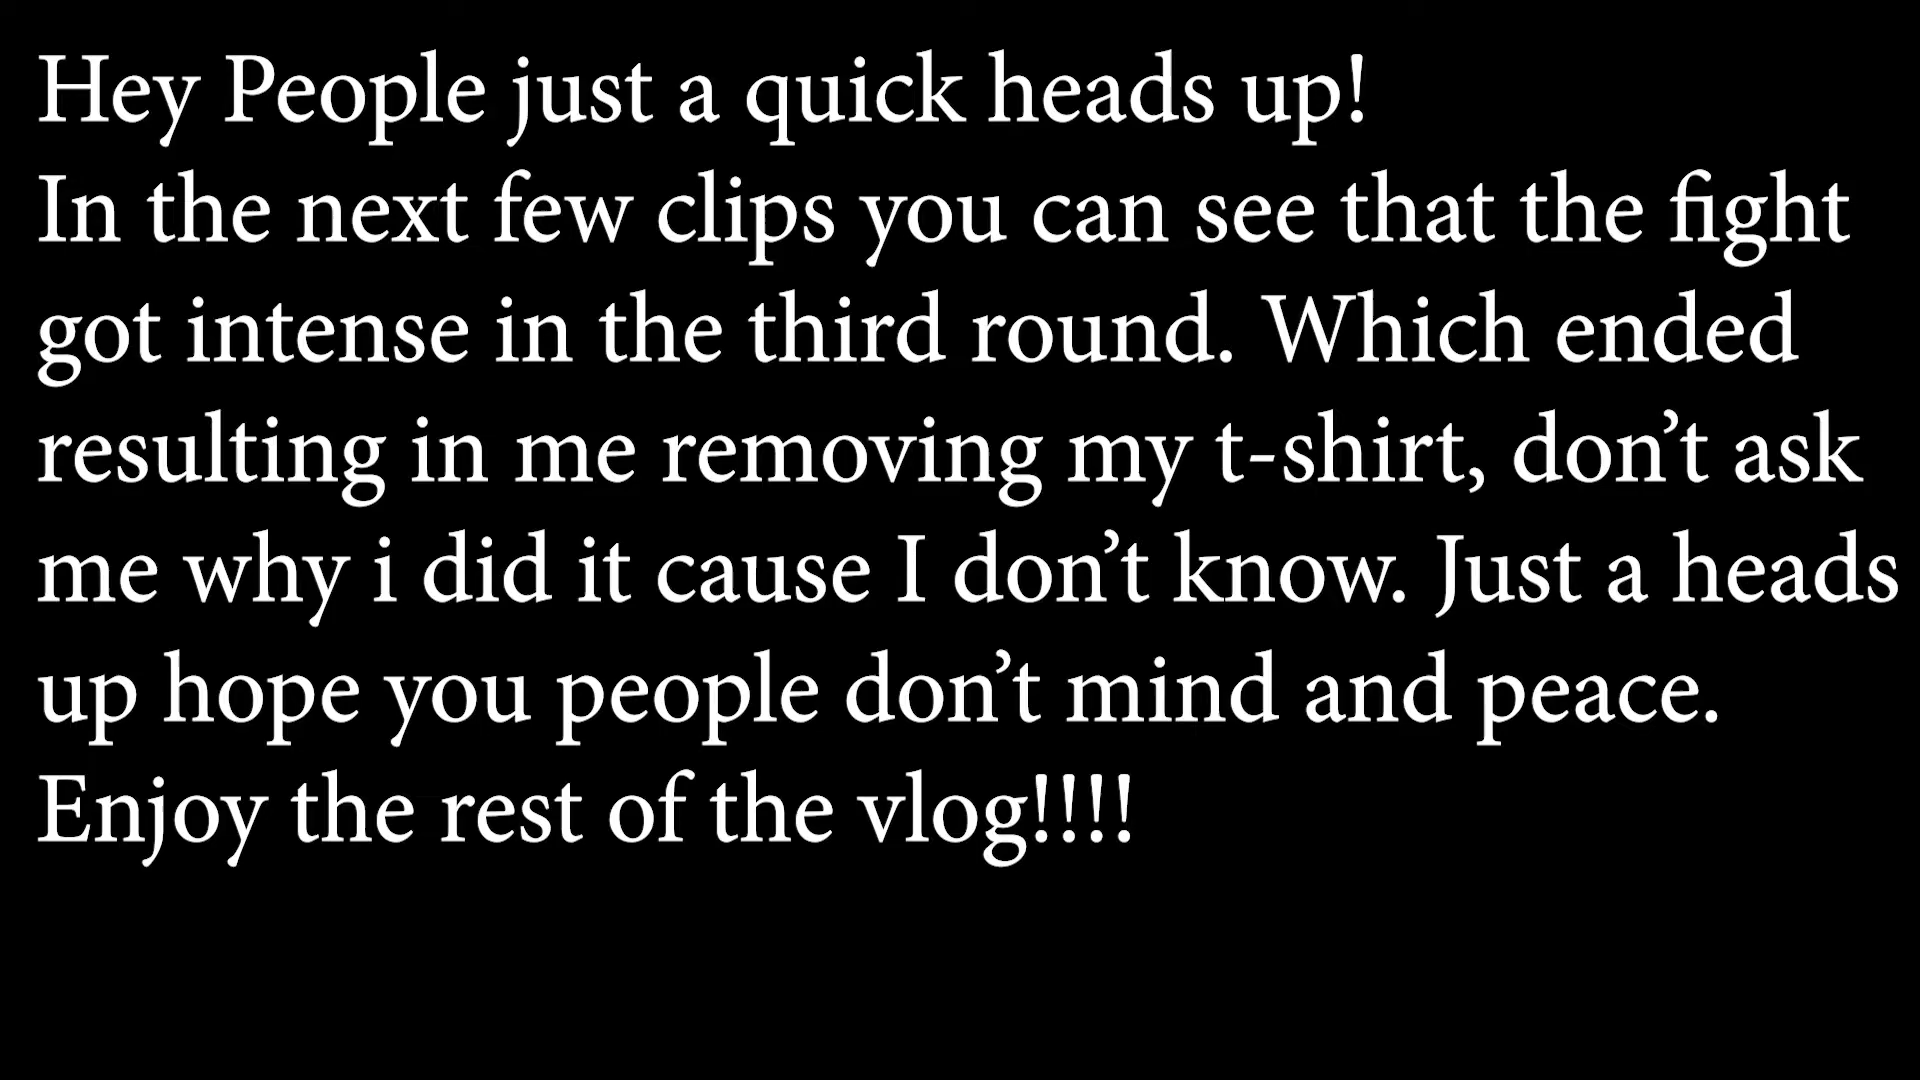 Hey People just a quick heads up!
In the next few clips you can see that the fight
got intense in the third round. Which ended
resulting in me removing my t-shirt, don’t ask
me why i did it cause I don’t know. Just a heads
up hope you people don’t mind and peace.
Enjoy the rest of the vlog!!!!